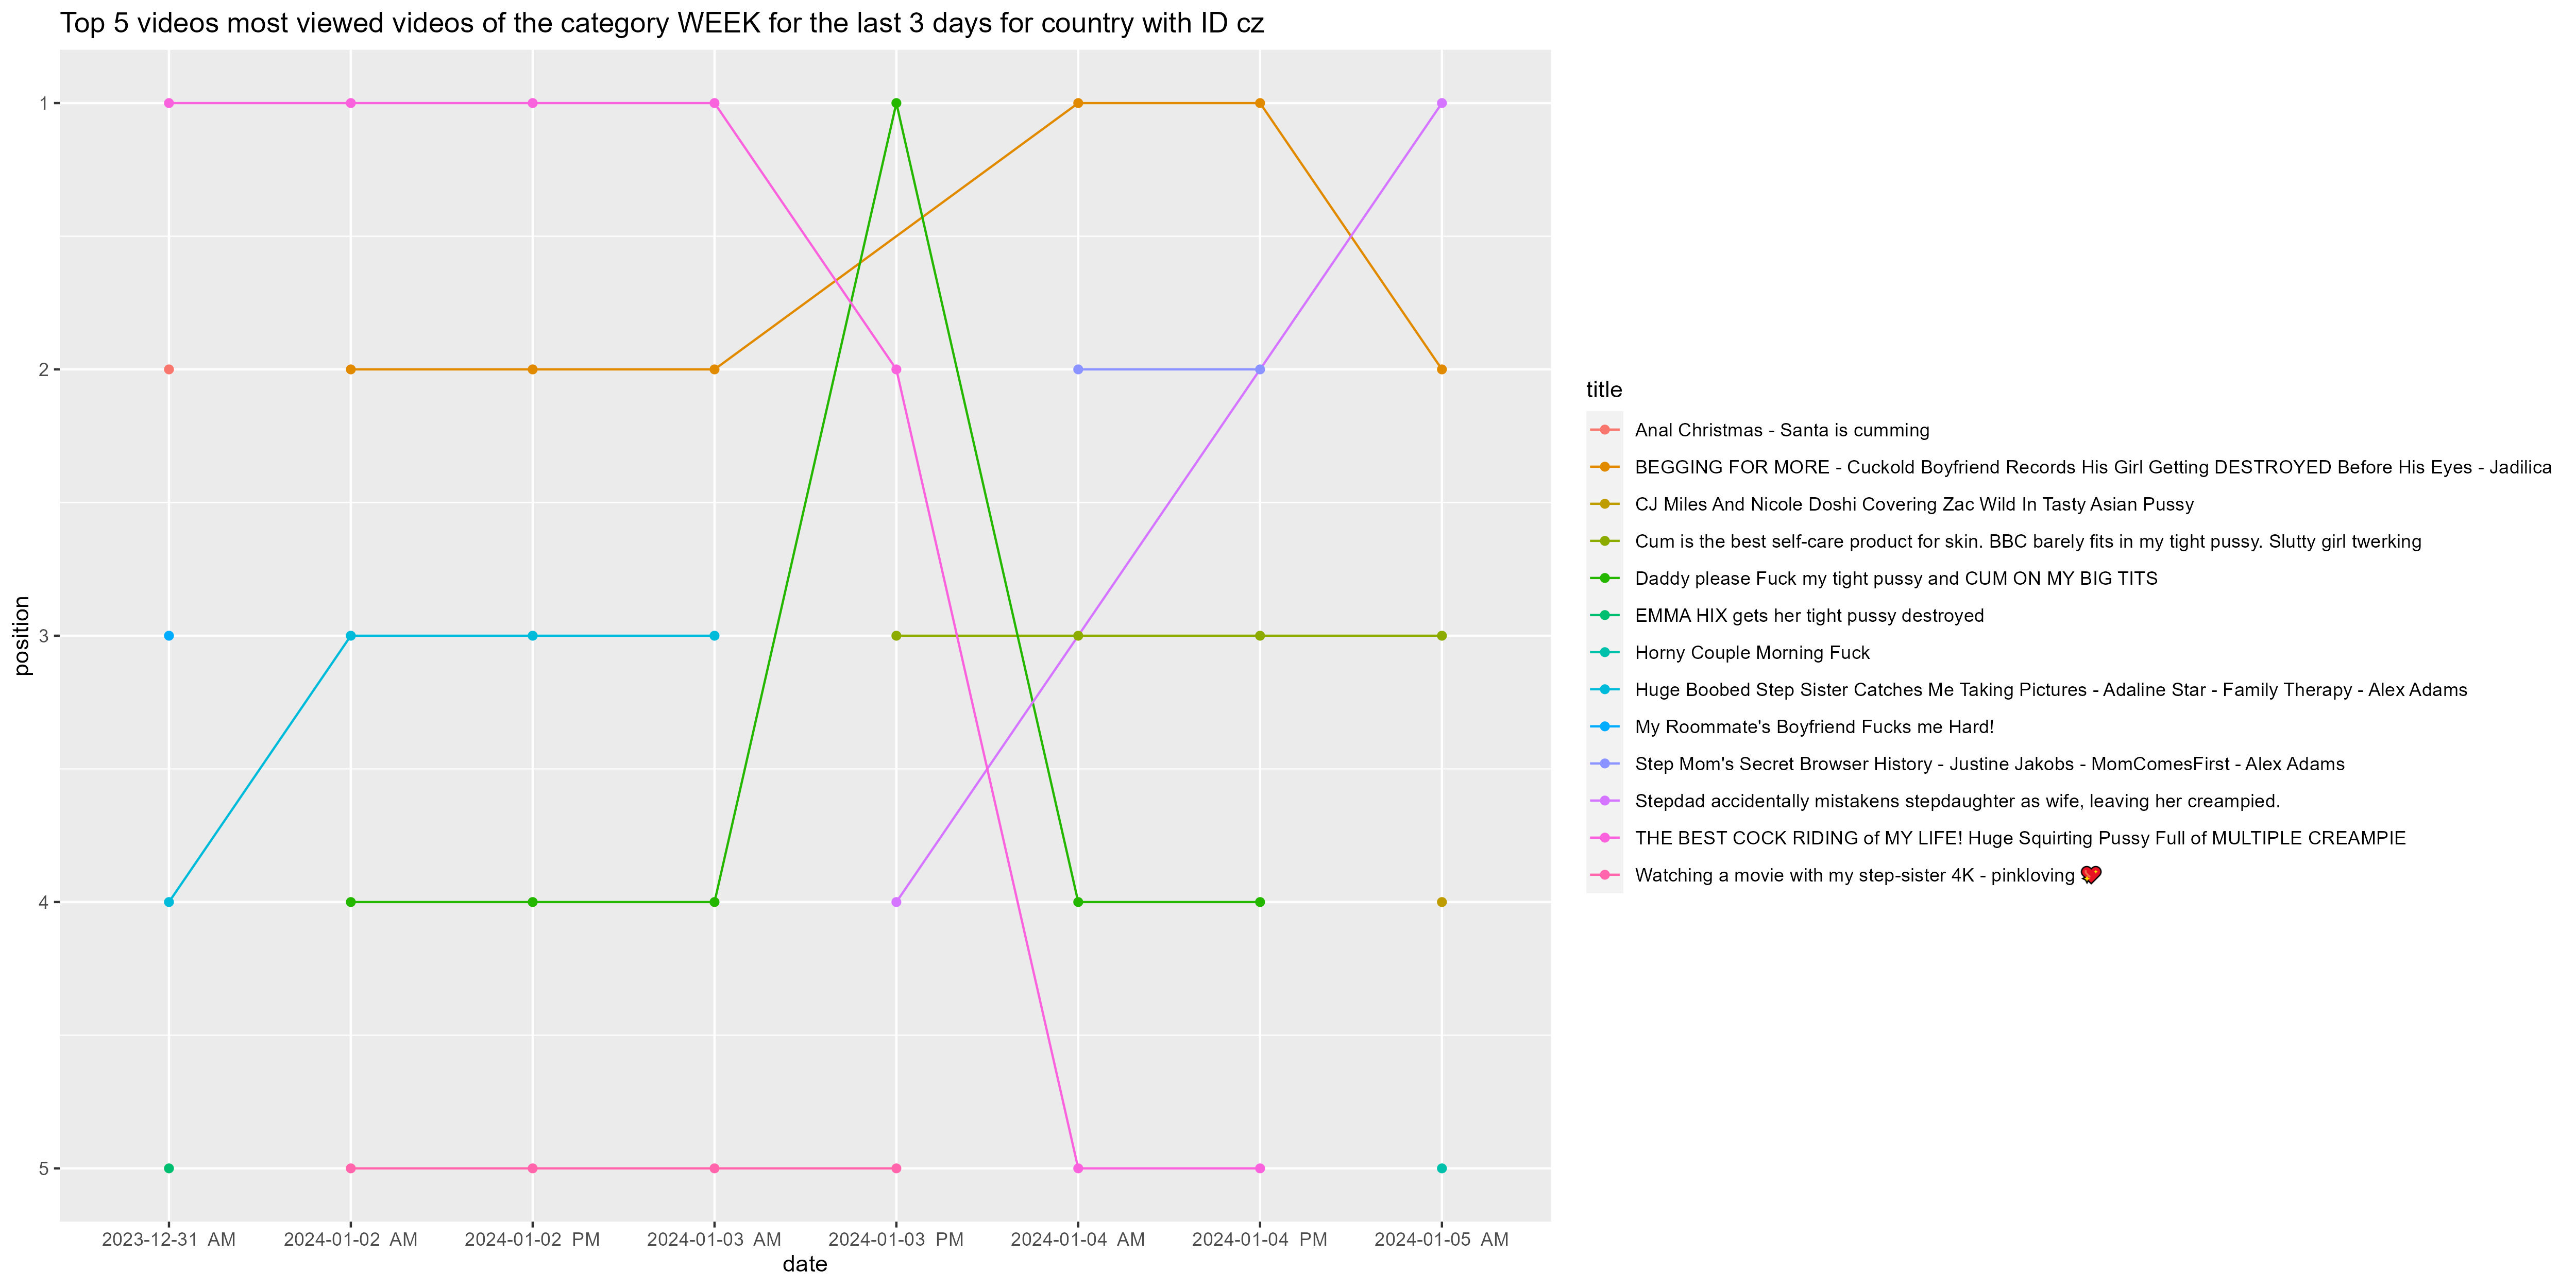 Top 5 videos most viewed videos of the category WEEK for the last 3 days for country with ID cz
position
1
2
3
4
5
2023-12-31 AM
2024-01-02 AM
2024-01-02 PM
2024-01-03 AM
2024-01-03 PM
2024-01-04 AM
2024-01-04 PM
2024-01-05 AM
date
title
Anal Christmas - Santa is cumming
BEGGING FOR MORE - Cuckold Boyfriend Records His Girl Getting DESTROYED Before His Eyes - Jadilica
CJ Miles And Nicole Doshi Covering Zac Wild In Tasty Asian Pussy
Cum is the best self-care product for skin. BBC barely fits in my tight pussy. Slutty girl twerking
Daddy please Fuck my tight pussy and CUM ON MY BIG TITS
EMMA HIX gets her tight pussy destroyed
Horny Couple Morning Fuck
Huge Boobed Step Sister Catches Me Taking Pictures - Adaline Star - Family Therapy - Alex Adams
My Roommate's Boyfriend Fucks me Hard!
Step Mom's Secret Browser History - Justine Jakobs - MomComesFirst - Alex Adams
Stepdad accidentally mistakens stepdaughter as wife, leaving her creampied.
THE BEST COCK RIDING of MY LIFE! Huge Squirting Pussy Full of MULTIPLE CREAMPIE
Watching a movie with my step-sister 4K - pinkloving 💖